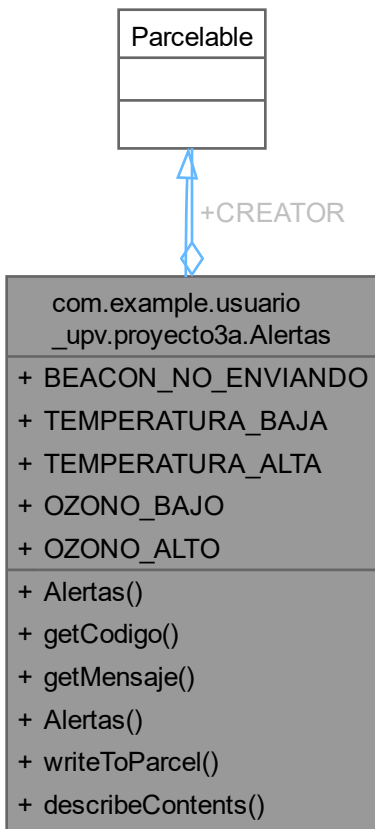 Parcelable
+CREATOR
com.example.usuario
_upv.proyecto3a.Alertas
+ BEACON_NO_ENVIANDO
+ TEMPERATURA_BAJA
+ TEMPERATURA_ALTA
+ OZONO_BAJO
+ OZONO_ALTO
+ Alertas()
+ getCodigo()
+ getMensaje()
+ Alertas()
+ writeToParcel()
+ describeContents()